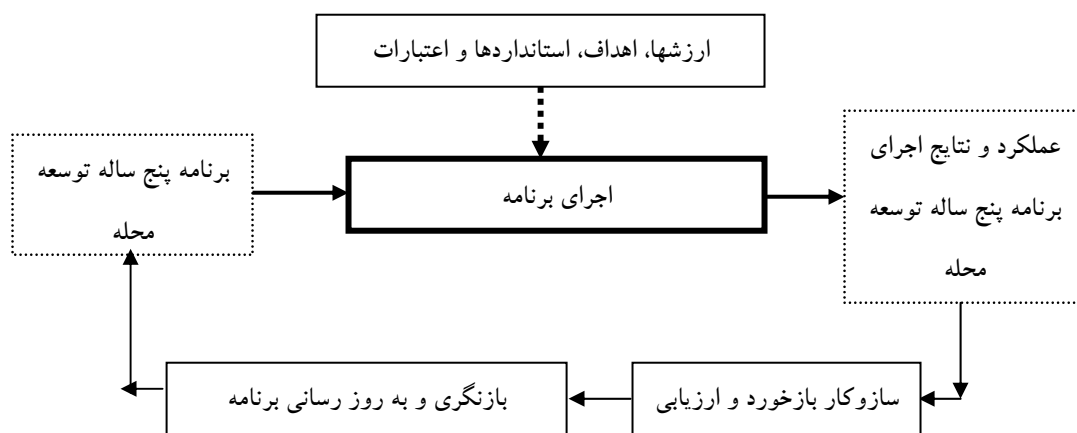 ارزشها، اهداف، استانداردها و اعتبارات
برنامه پنج ساله توسعه
محله
اجرای برنامه
عملکرد و نتایج اجرای
برنامه پنج ساله توسعه
محله
بازنگری و به روز رسانی برنامه
سازوکار بازخورد و ارزیابی